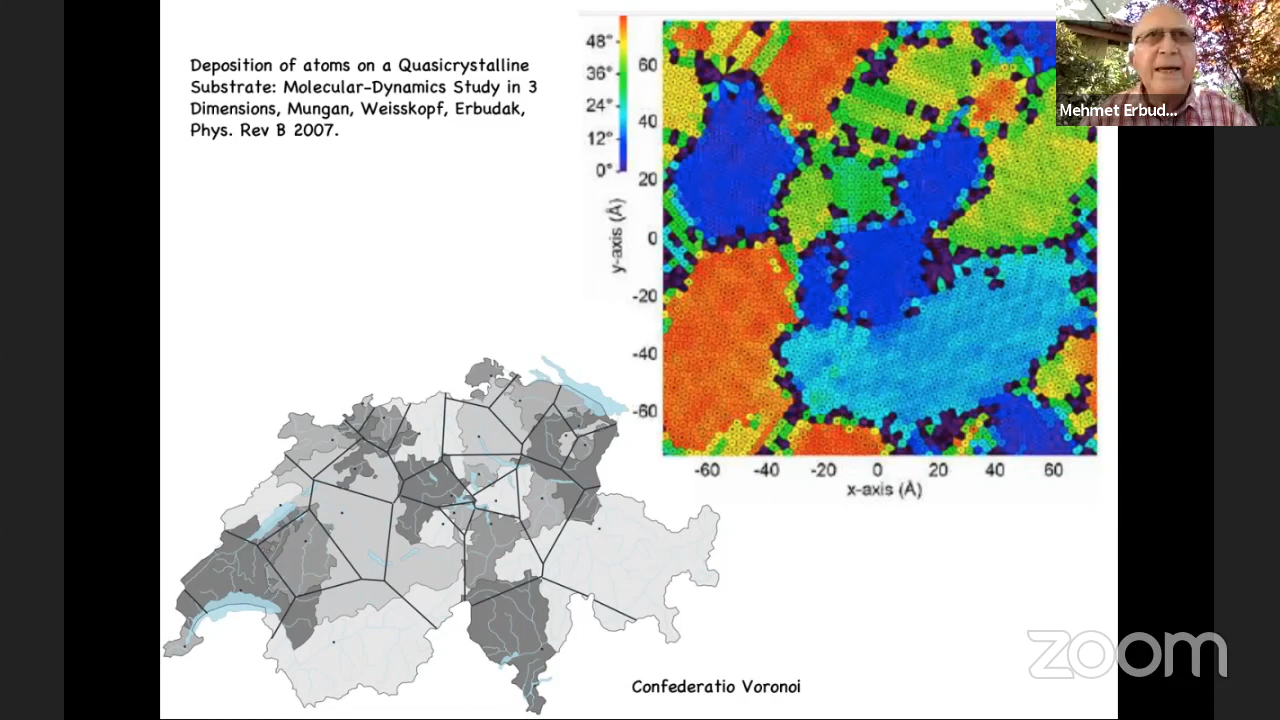 Deposition of atoms on a Quasicrystalline
Substrate: Molecular-Dynamics Study in 3
Dimensions, Mungan, Weisskopf, Erbudak,
Phys. Rev B 2007.
48°
36°
24°
12°
0°
y-axis (Å)
60
40
20
0
-20
-40
-60
-60 -40 -20 0 20 40 60
x-axis (Å)
Mehmet Erbud...
Confederatio Voronoi
zoom